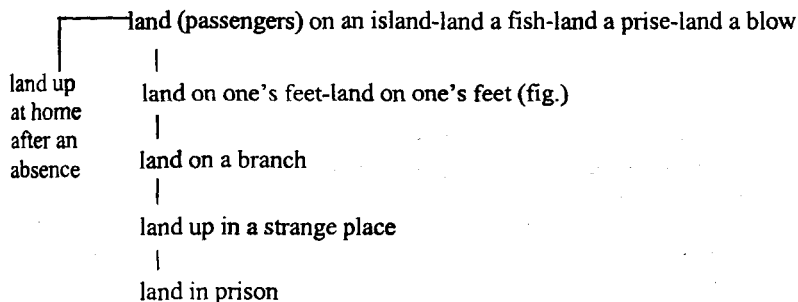 land (passengers) on an island-land a fish-land a prise-land a blow
land up
at home
after an
absence
land on one's feet-land on one's feet (fig.)
land on a branch
land up in a strange place
land in prison